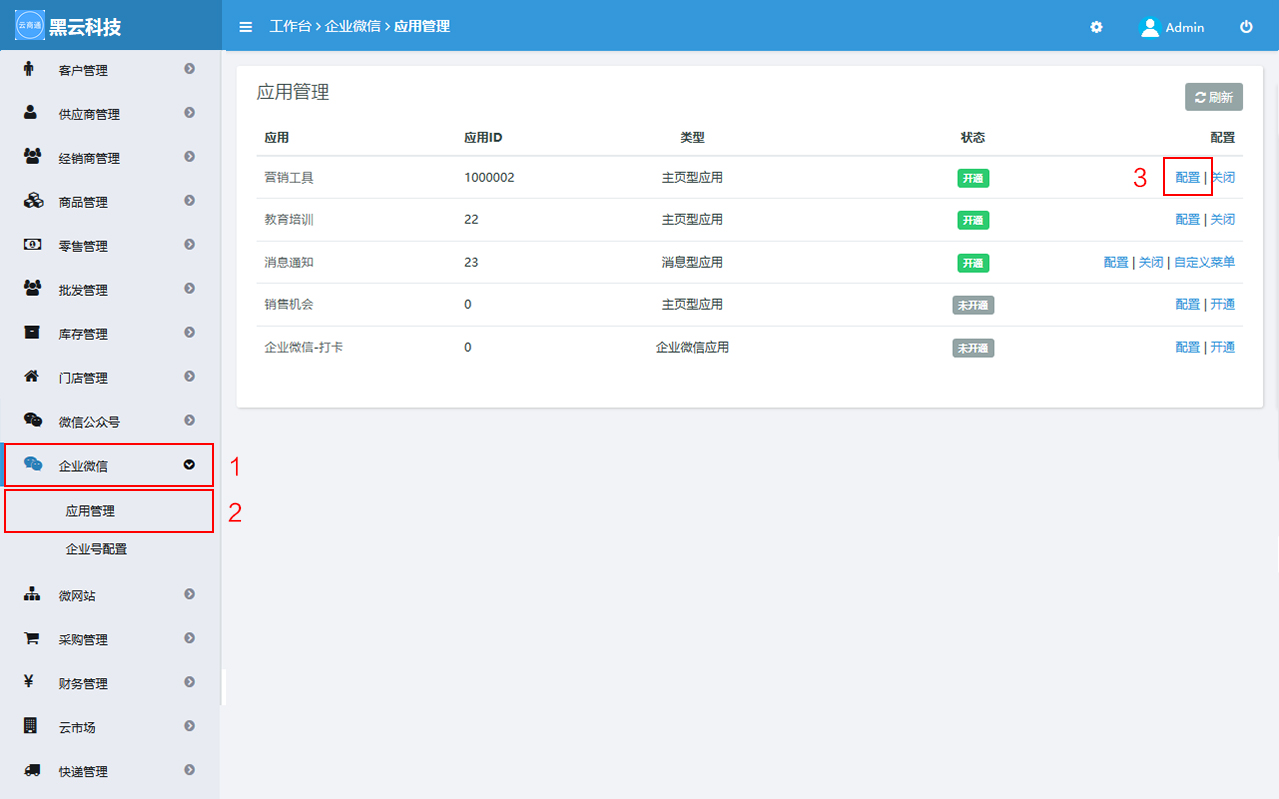 云商通 黑云科技
工作台 › 企业微信 › 应用管理
Admin
客户管理
供应商管理
经销商管理
商品管理
零售管理
批发管理
库存管理
门店管理
微信公众号
企业微信
1
应用管理
2
企业号配置
微网站
采购管理
财务管理
云市场
快递管理
应用管理
刷新
应用 应用ID 类型 状态 配置
营销工具 1000002 主页型应用 开通 3 配置 | 关闭
教育培训 22 主页型应用 开通 配置 | 关闭
消息通知 23 消息型应用 开通 配置 | 关闭 | 自定义菜单
销售机会 0 主页型应用 未开通 配置 | 开通
企业微信-打卡 0 企业微信应用 未开通 配置 | 开通